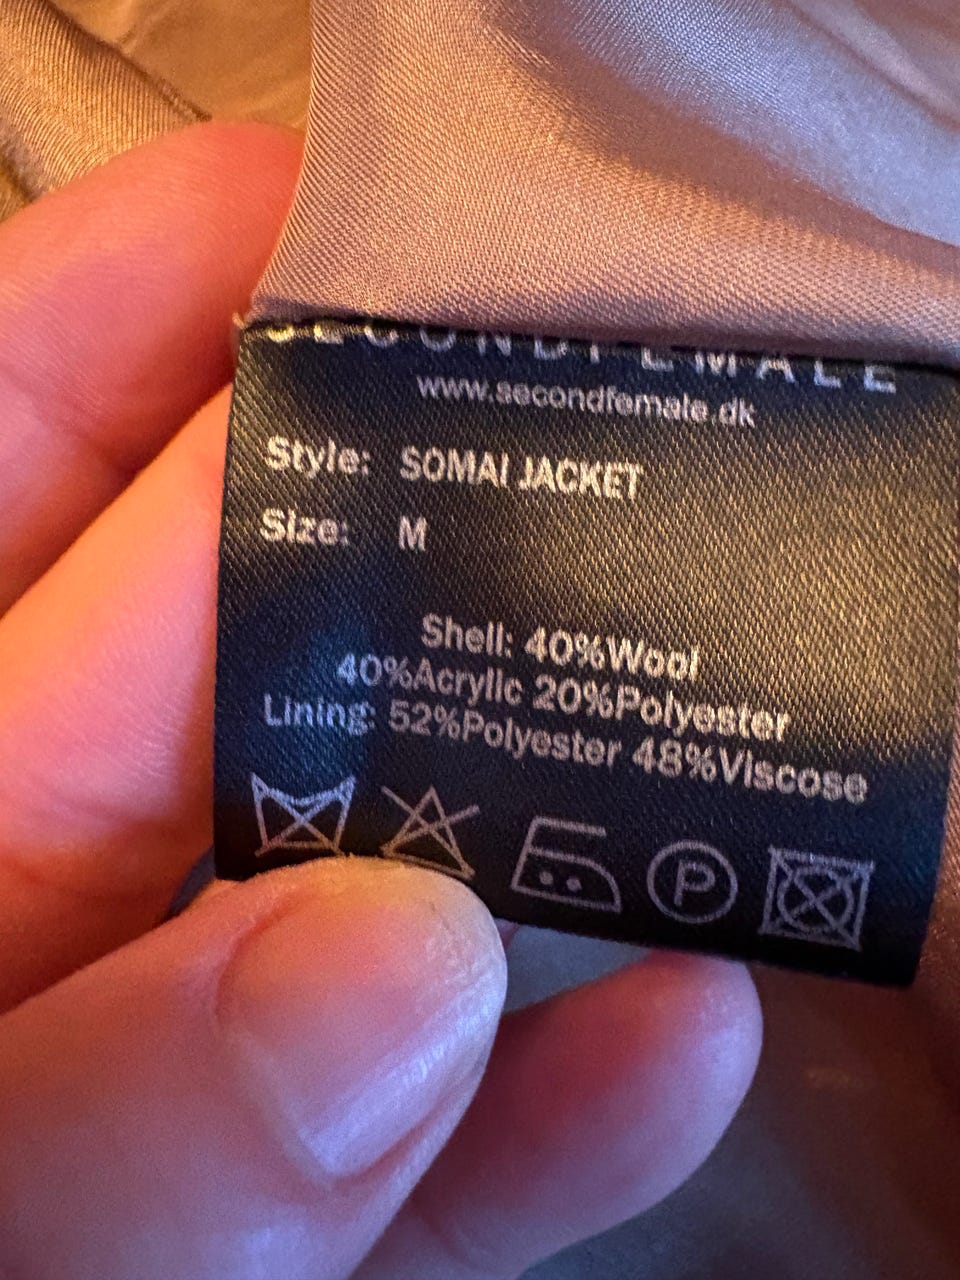 SECONDFEMALE
www.secondfemale.dk
Style: SOMAI JACKET
Size: M
Shell: 40%Wool
40%Acrylic 20%Polyester
Lining: 52%Polyester 48%Viscose
P